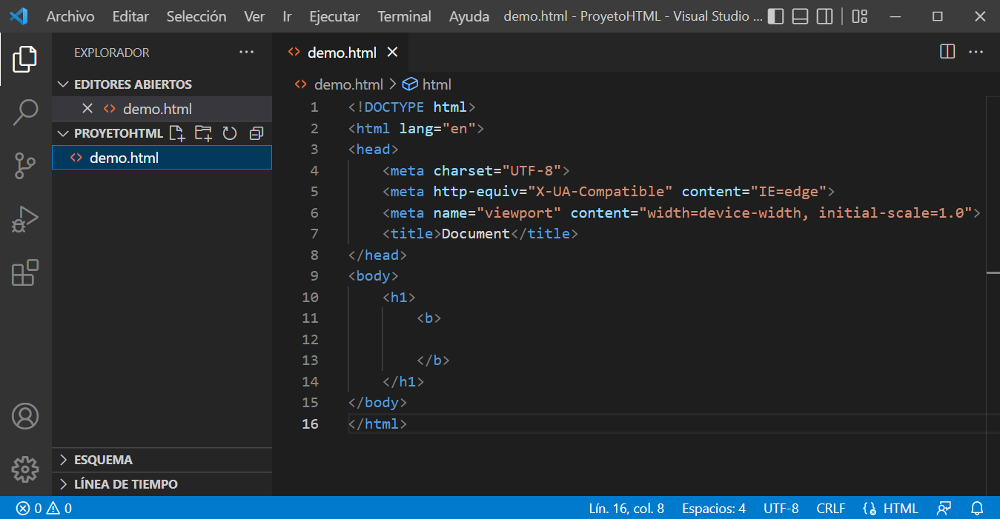 Archivo Editar Selección Ver Ir Ejecutar Terminal Ayuda demo.html - ProyetoHTML - Visual Studio ...
EXPLORADOR
EDITORES ABIERTOS
demo.html
PROYETOHTML
demo.html
ESQUEMA
LÍNEA DE TIEMPO
demo.html
demo.html > html
1 <!DOCTYPE html>
2 <html lang="en">
3 <head>
4     <meta charset="UTF-8">
5     <meta http-equiv="X-UA-Compatible" content="IE=edge">
6     <meta name="viewport" content="width=device-width, initial-scale=1.0">
7     <title>Document</title>
8 </head>
9 <body>
10     <h1>
11         <b>
12
13         </b>
14     </h1>
15 </body>
16 </html>
0 0 Lín. 16, col. 8 Espacios: 4 UTF-8 CRLF HTML